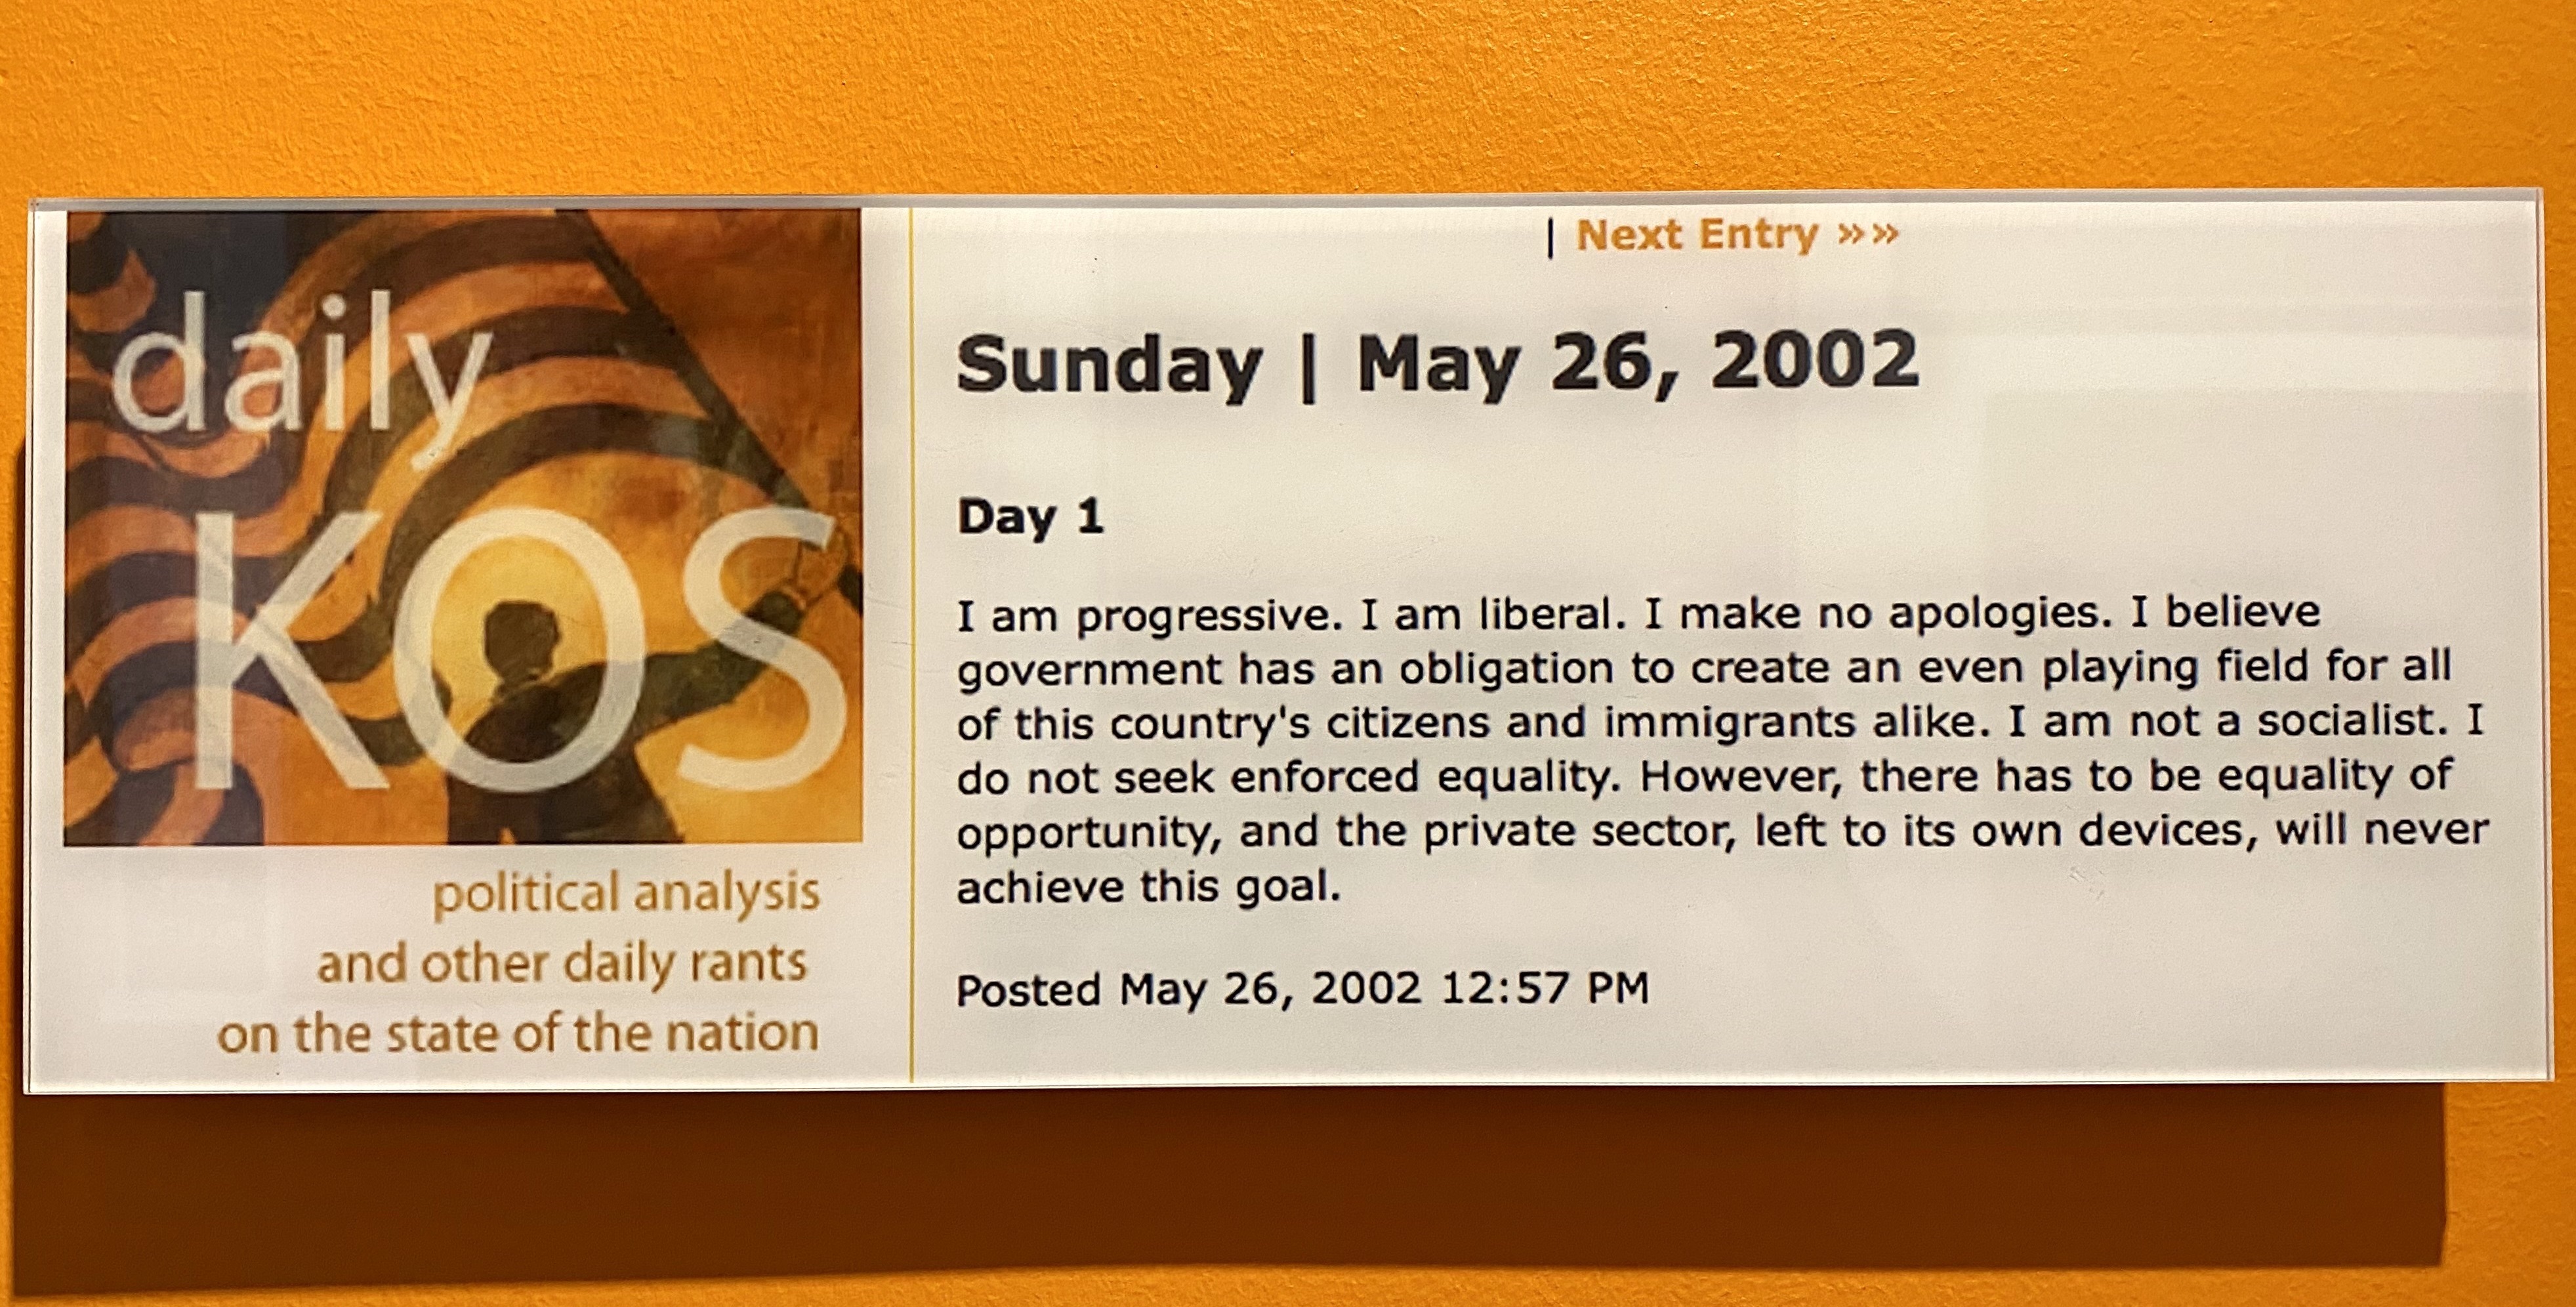 daily
KOS
political analysis
and other daily rants
on the state of the nation
| Next Entry »»
Sunday | May 26, 2002
Day 1
I am progressive. I am liberal. I make no apologies. I believe
government has an obligation to create an even playing field for all
of this country's citizens and immigrants alike. I am not a socialist. I
do not seek enforced equality. However, there has to be equality of
opportunity, and the private sector, left to its own devices, will never
achieve this goal.
Posted May 26, 2002 12:57 PM